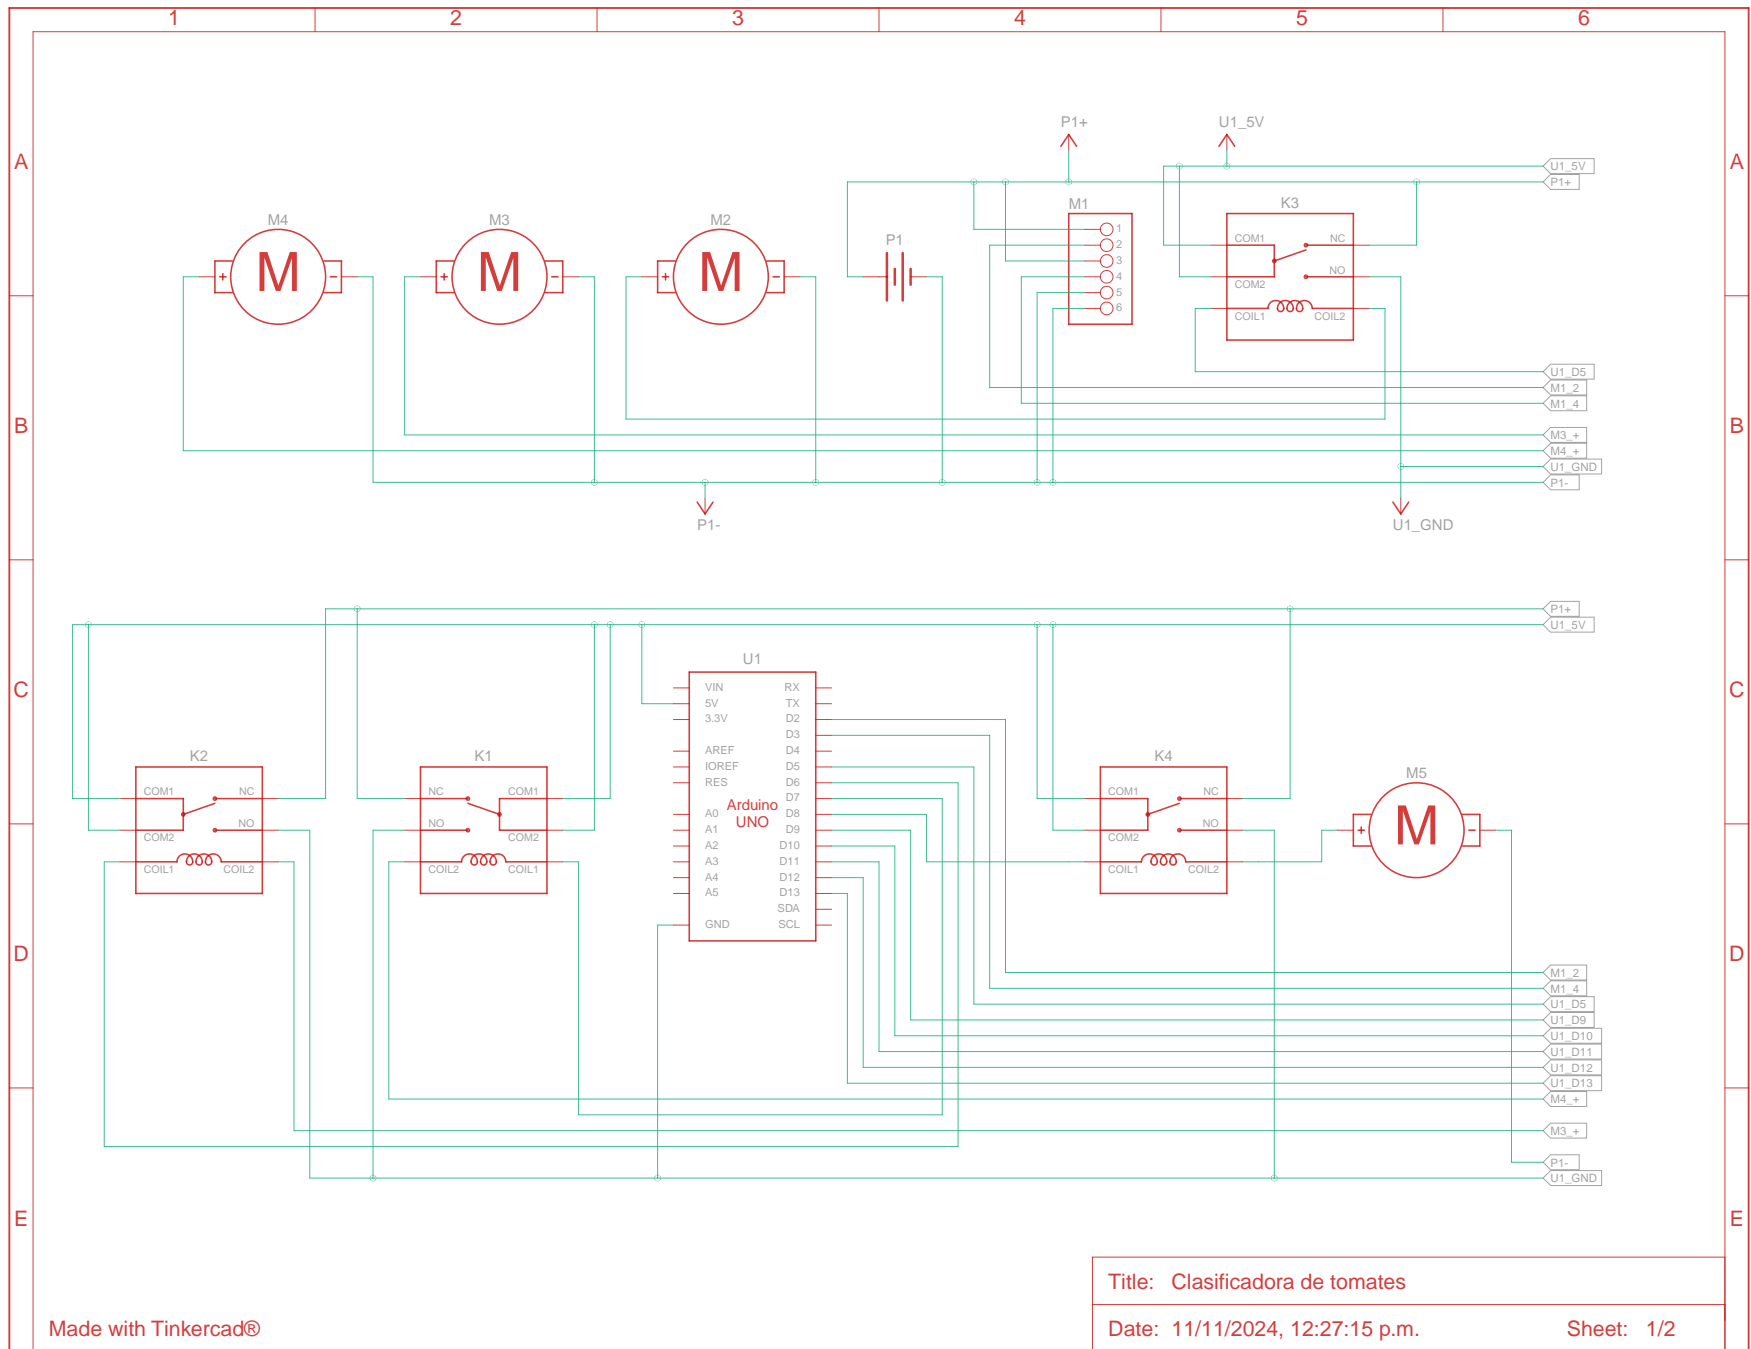 1 2 3 4 5 6
P1+ U1_5V
A A
U1_5V
P1+
M4 M3 M2 P1 M1 K3
1
2
3
4
5
6
COM1 NC
NO
COM2
COIL1 COIL2
+ M -
+ M -
+ M -
U1_D5
M1_2
M1_4
B B
M3_+
M4_+
U1_GND
P1-
P1- U1_GND
P1+
U1_5V
C C
U1
VIN RX
5V TX
3.3V D2
D3
AREF D4
IOREF D5
RES D6
D7
A0 D8
A1 D9
A2 D10
A3 D11
A4 D12
A5 D13
SDA
GND SCL
Arduino
UNO
K2
COM1 NC
NO
COM2
COIL1 COIL2
K1
NC COM1
NO
COM2
COIL2 COIL1
K4
COM1 NC
NO
COM2
COIL1 COIL2
M5
+ M -
D D
M1_2
M1_4
U1_D5
U1_D9
U1_D10
U1_D11
U1_D12
U1_D13
M4_+
M3_+
P1-
U1_GND
E E
Title: Clasificadora de tomates
Made with Tinkercad®
Date: 11/11/2024, 12:27:15 p.m. Sheet: 1/2